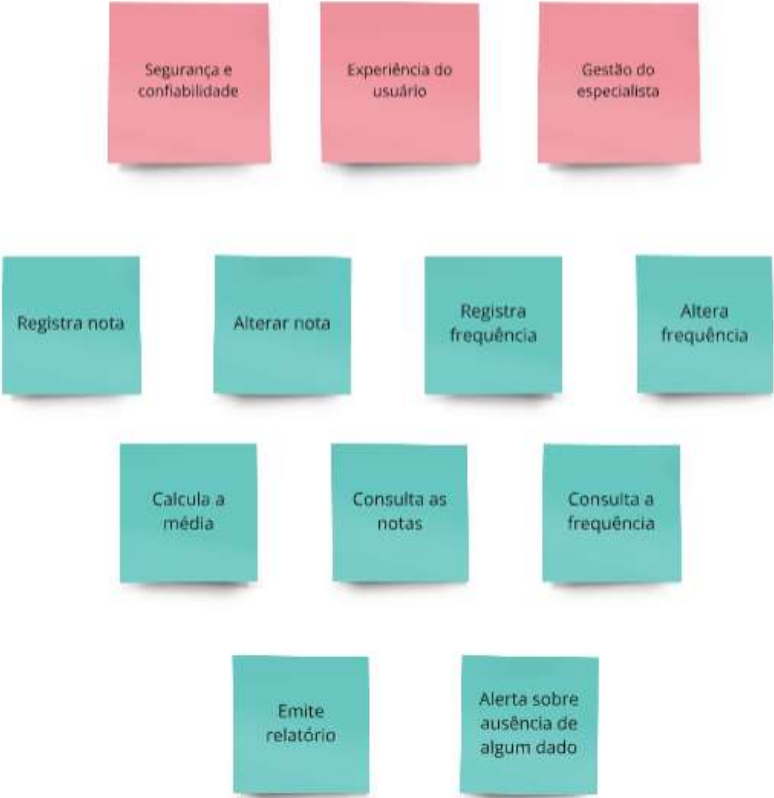 Segurança e
confiabilidade
Experiência do
usuário
Gestão do
especialista
Registra nota
Alterar nota
Registra
frequência
Altera
frequência
Calcula a
média
Consulta as
notas
Consulta a
frequência
Emite
relatório
Alerta sobre
ausência de
algum dado